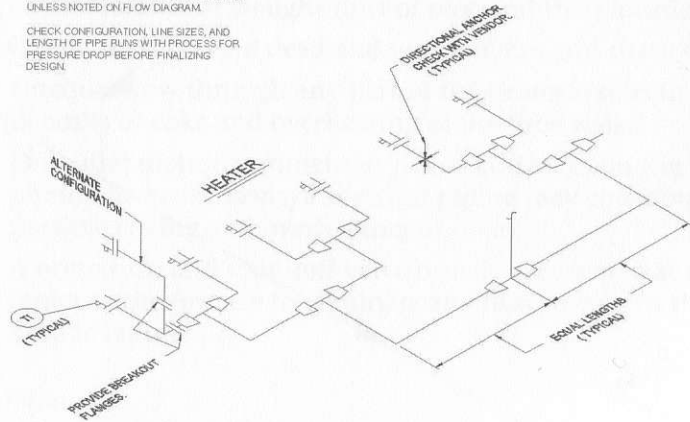 UNLESS NOTED ON FLOW DIAGRAM.
CHECK CONFIGURATION, LINE SIZES, AND
LENGTH OF PIPE RUNS WITH PROCESS FOR
PRESSURE DROP BEFORE FINALIZING
DESIGN.
DIRECTIONAL ANCHOR
CHECK WITH VENDOR.
(TYPICAL)
ALTERNATE
CONFIGURATION
HEATER
TI
(TYPICAL)
EQUAL LENGTHS
(TYPICAL)
PROVIDE BREAKOUT
FLANGES.